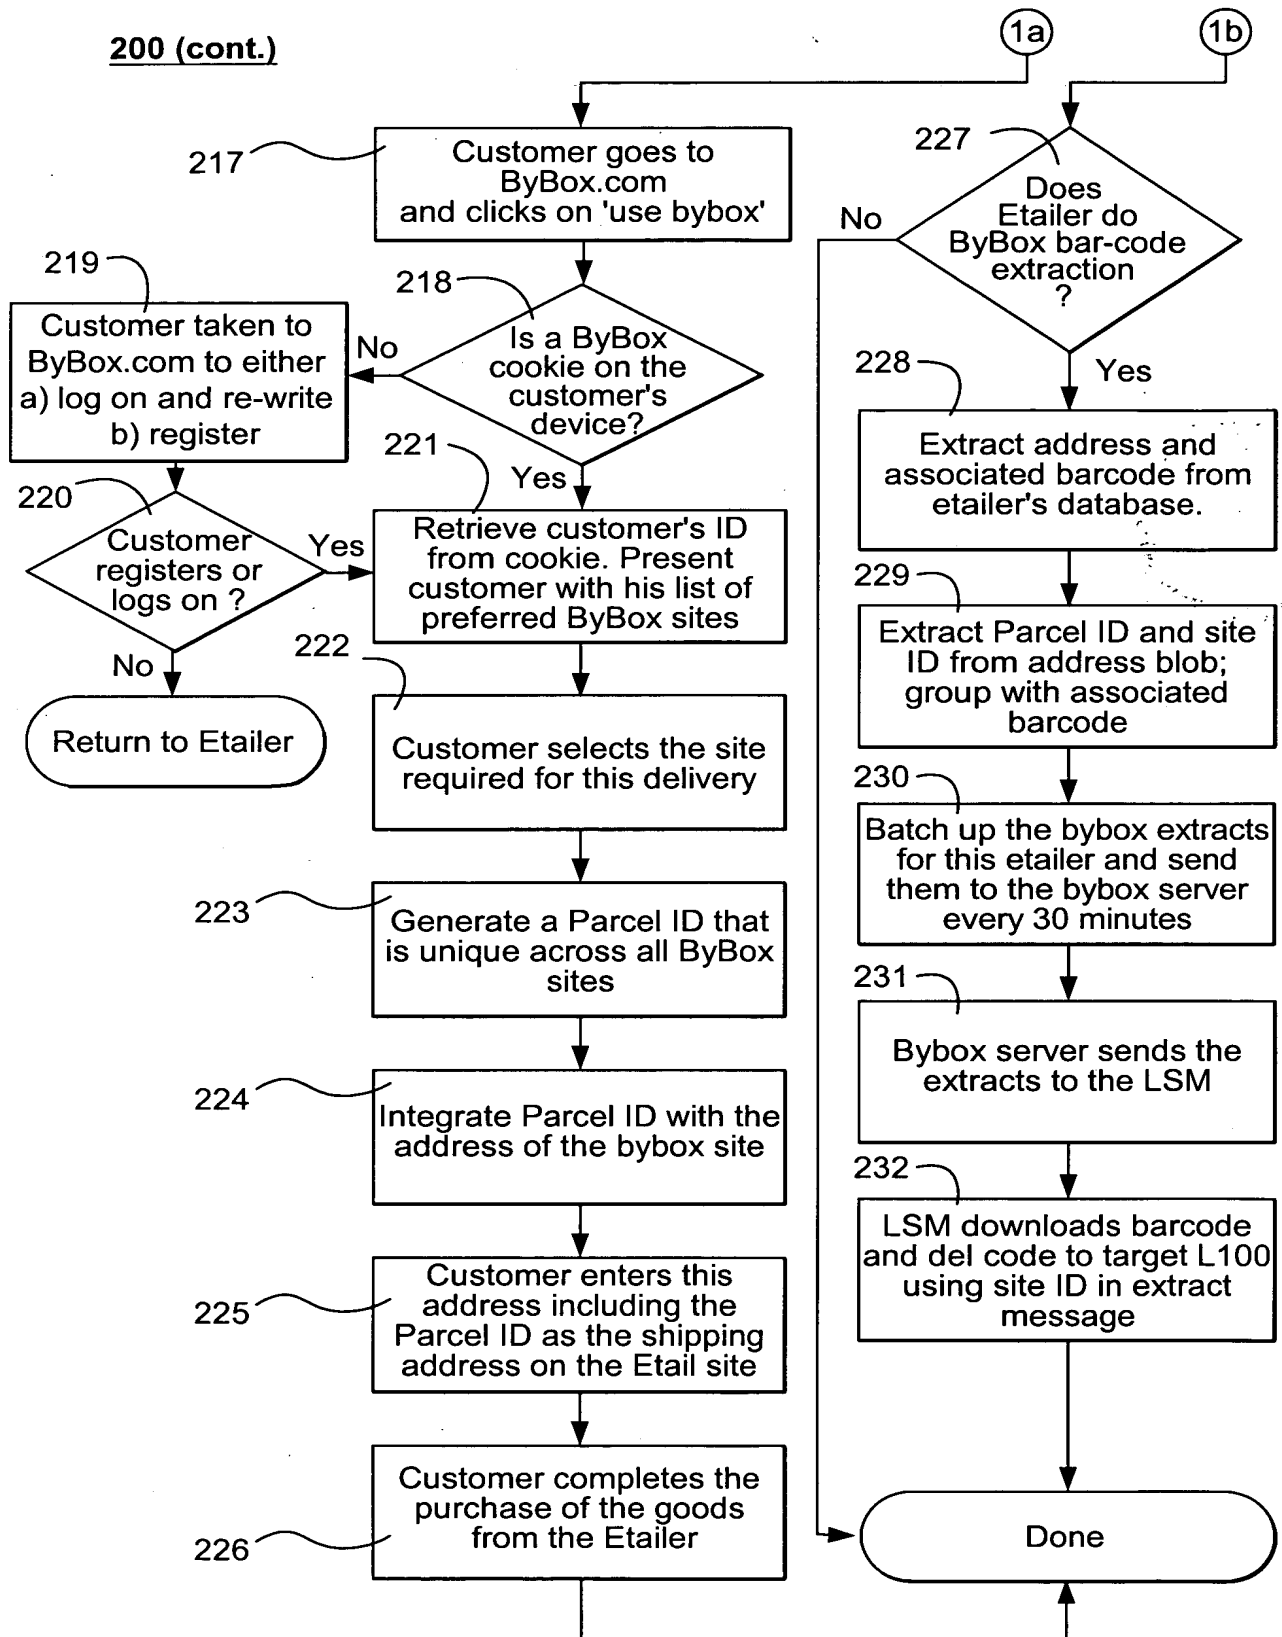 200 (cont.)
1a
1b
217
Customer goes to
ByBox.com
and clicks on 'use bybox'
218
Is a ByBox
cookie on the
customer's
device?
No
Yes
219
Customer taken to
ByBox.com to either
a) log on and re-write
b) register
220
Customer
registers or
logs on ?
Yes
No
Return to Etailer
221
Retrieve customer's ID
from cookie. Present
customer with his list of
preferred ByBox sites
222
Customer selects the site
required for this delivery
223
Generate a Parcel ID that
is unique across all ByBox
sites
224
Integrate Parcel ID with the
address of the bybox site
225
Customer enters this
address including the
Parcel ID as the shipping
address on the Etail site
226
Customer completes the
purchase of the goods
from the Etailer
227
Does
Etailer do
ByBox bar-code
extraction
?
No
Yes
228
Extract address and
associated barcode from
etailer's database.
229
Extract Parcel ID and site
ID from address blob;
group with associated
barcode
230
Batch up the bybox extracts
for this etailer and send
them to the bybox server
every 30 minutes
231
Bybox server sends the
extracts to the LSM
232
LSM downloads barcode
and del code to target L100
using site ID in extract
message
Done